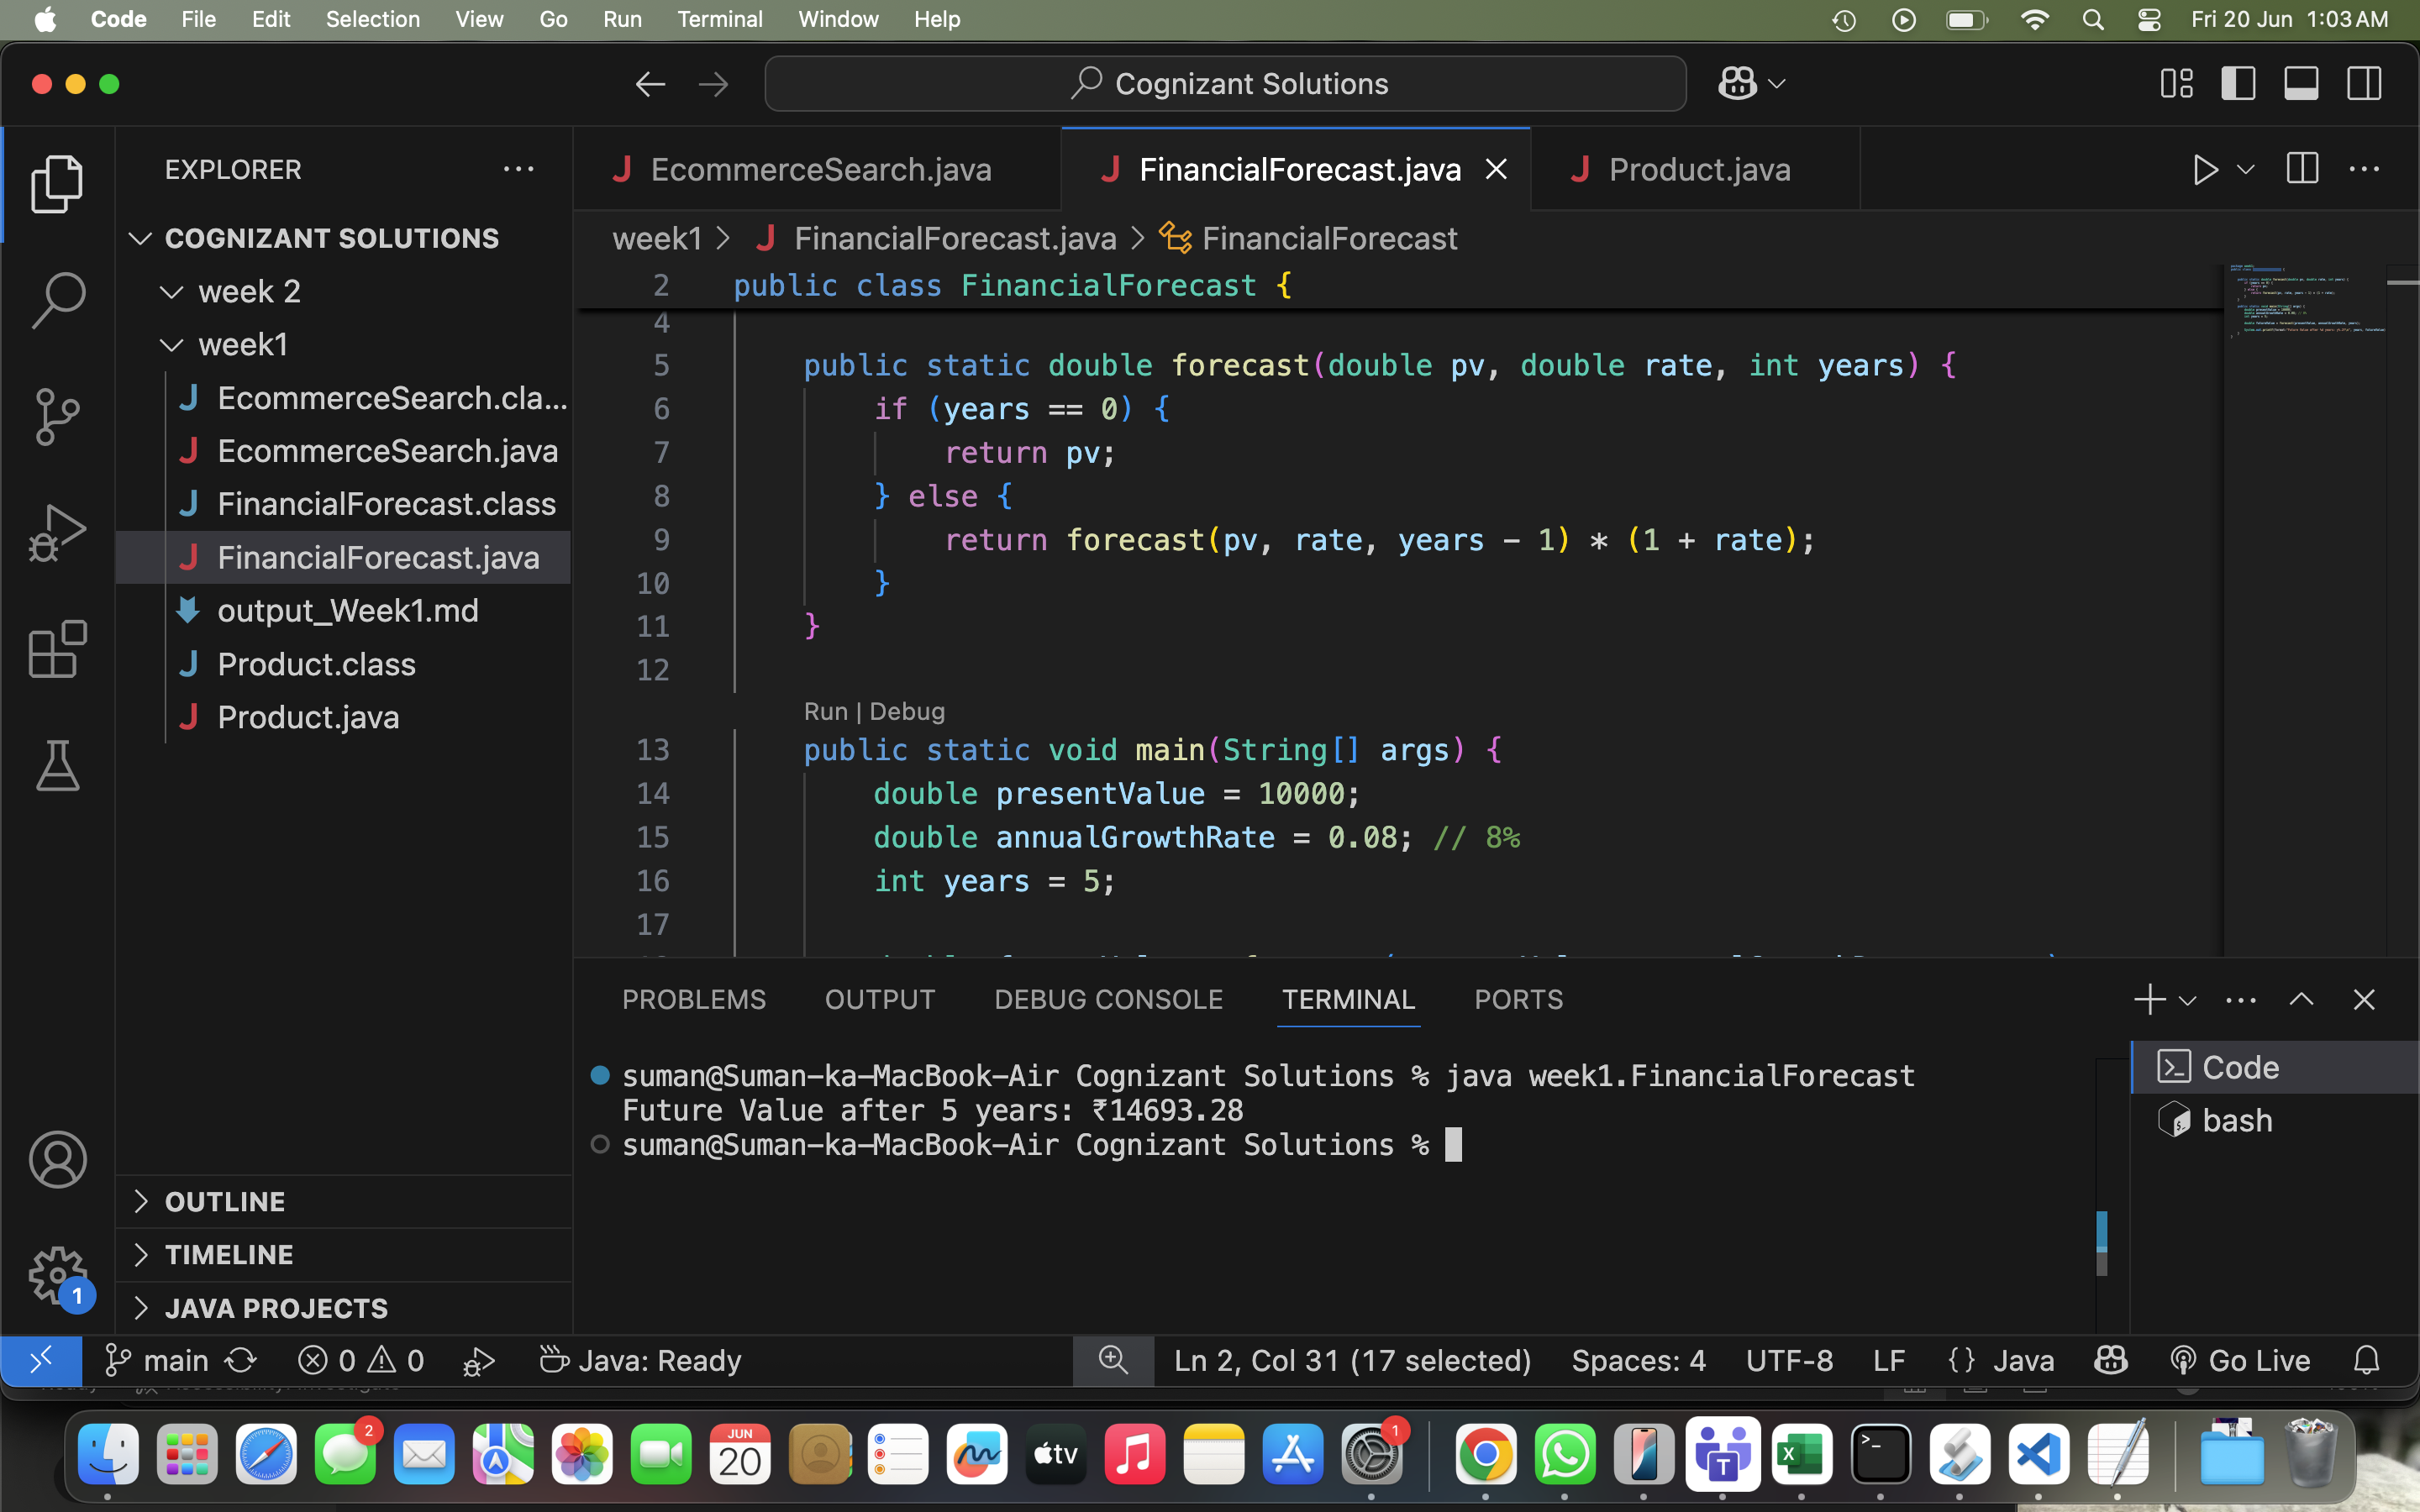 Code File Edit Selection View Go Run Terminal Window Help Fri 20 Jun 1:03 AM
Cognizant Solutions
EXPLORER
COGNIZANT SOLUTIONS
week 2
week1
EcommerceSearch.cla...
EcommerceSearch.java
FinancialForecast.class
FinancialForecast.java
output_Week1.md
Product.class
Product.java
OUTLINE
TIMELINE
JAVA PROJECTS
EcommerceSearch.java FinancialForecast.java Product.java
week1 > FinancialForecast.java > FinancialForecast
2 public class FinancialForecast {
4
5 public static double forecast(double pv, double rate, int years) {
6 if (years == 0) {
7 return pv;
8 } else {
9 return forecast(pv, rate, years - 1) * (1 + rate);
10 }
11 }
12
Run | Debug
13 public static void main(String[] args) {
14 double presentValue = 10000;
15 double annualGrowthRate = 0.08; // 8%
16 int years = 5;
17
PROBLEMS OUTPUT DEBUG CONSOLE TERMINAL PORTS
suman@Suman-ka-MacBook-Air Cognizant Solutions % java week1.FinancialForecast
Future Value after 5 years: ₹14693.28
suman@Suman-ka-MacBook-Air Cognizant Solutions %
Code
bash
1
main 0 0 Java: Ready Ln 2, Col 31 (17 selected) Spaces: 4 UTF-8 LF {} Java Go Live
2 JUN 20 tv 1 T X